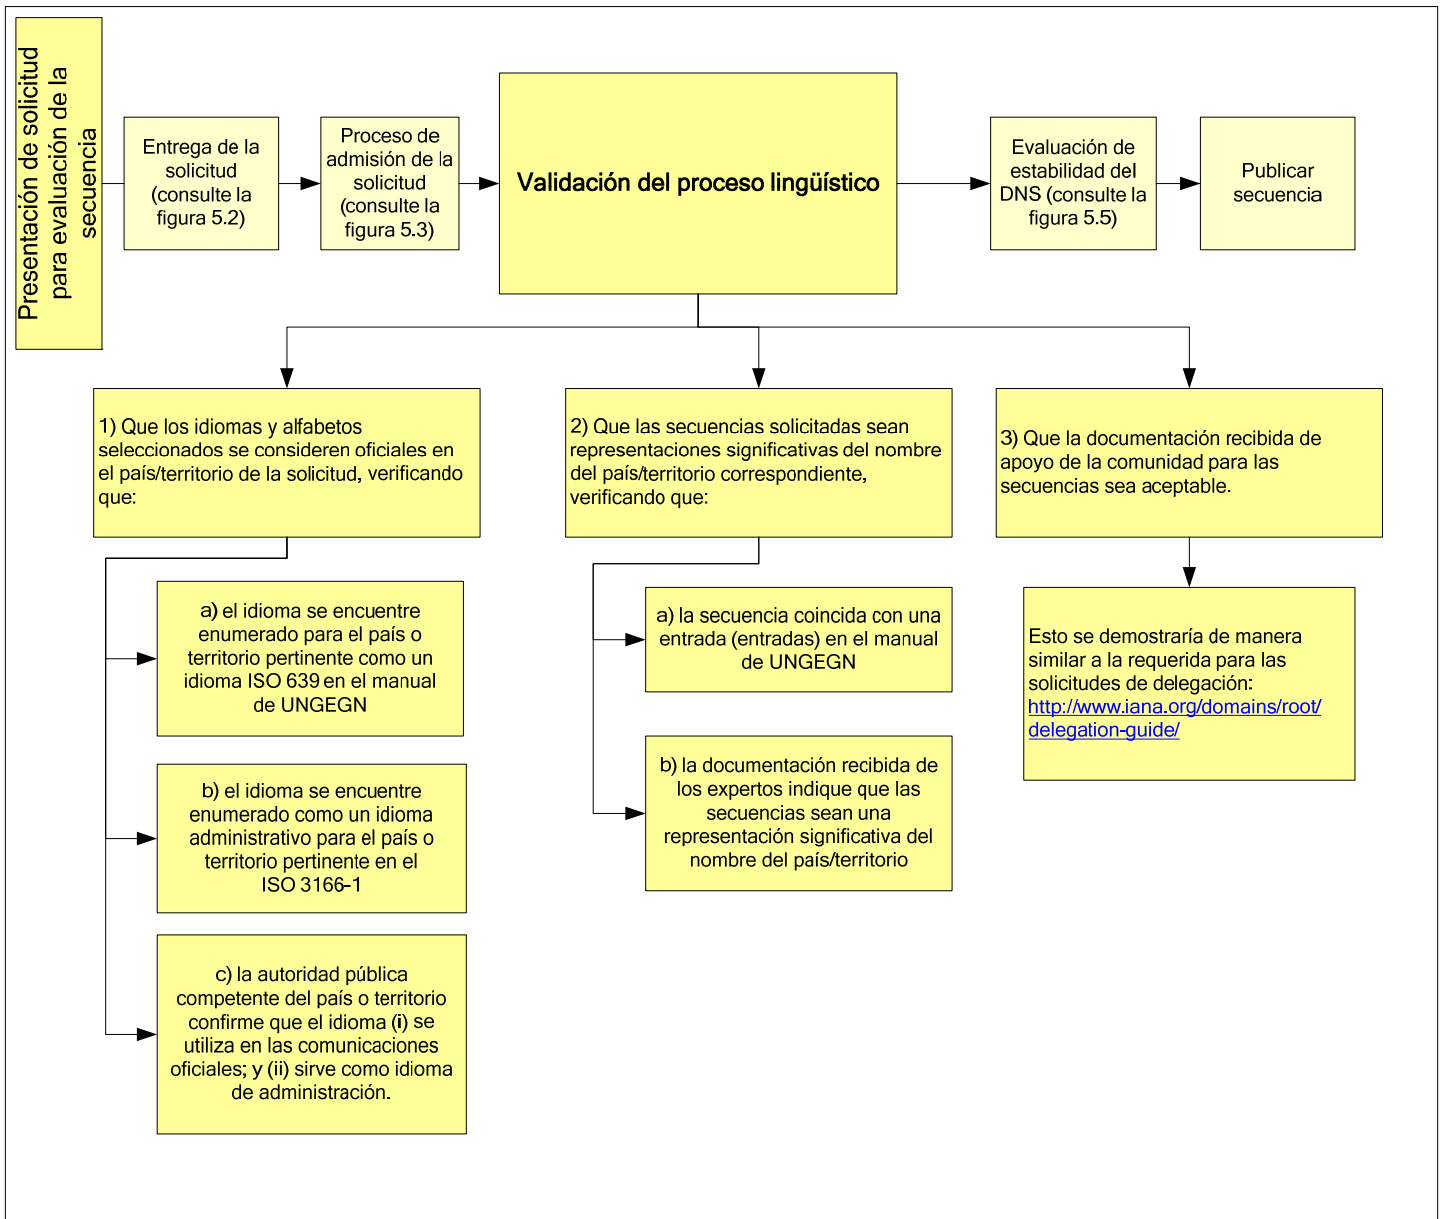 Presentación de solicitud
para evaluación de la
secuencia
Entrega de la
solicitud
(consulte la
figura 5.2)
Proceso de
admisión de la
solicitud
(consulte la
figura 5.3)
Validación del proceso lingüístico
Evaluación de
estabilidad del
DNS (consulte la
figura 5.5)
Publicar
secuencia
1) Que los idiomas y alfabetos
seleccionados se consideren oficiales en
el país/territorio de la solicitud, verificando
que:
a) el idioma se encuentre
enumerado para el país o
territorio pertinente como un
idioma ISO 639 en el manual
de UNGEGN
b) el idioma se encuentre
enumerado como un idioma
administrativo para el país o
territorio pertinente en el
ISO 3166-1
c) la autoridad pública
competente del país o territorio
confirme que el idioma (i) se
utiliza en las comunicaciones
oficiales; y (ii) sirve como idioma
de administración.
2) Que las secuencias solicitadas sean
representaciones significativas del nombre
del país/territorio correspondiente,
verificando que:
a) la secuencia coincida con una
entrada (entradas) en el manual
de UNGEGN
b) la documentación recibida de
los expertos indique que las
secuencias sean una
representación significativa del
nombre del país/territorio
3) Que la documentación recibida de
apoyo de la comunidad para las
secuencias sea aceptable.
Esto se demostraría de manera
similar a la requerida para las
solicitudes de delegación:
http://www.iana.org/domains/root/
delegation-guide/